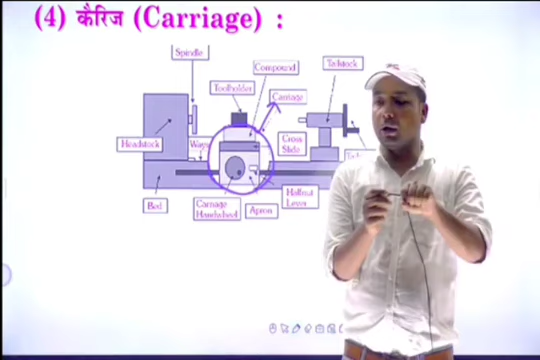 (4) कैरिज (Carriage) :
Spindle
Compound
Tailstock
Toolholder
Carriage
Headstock
Ways
Cross
Slide
Bed
Carriage
Handwheel
Apron
Halfnut
Lever